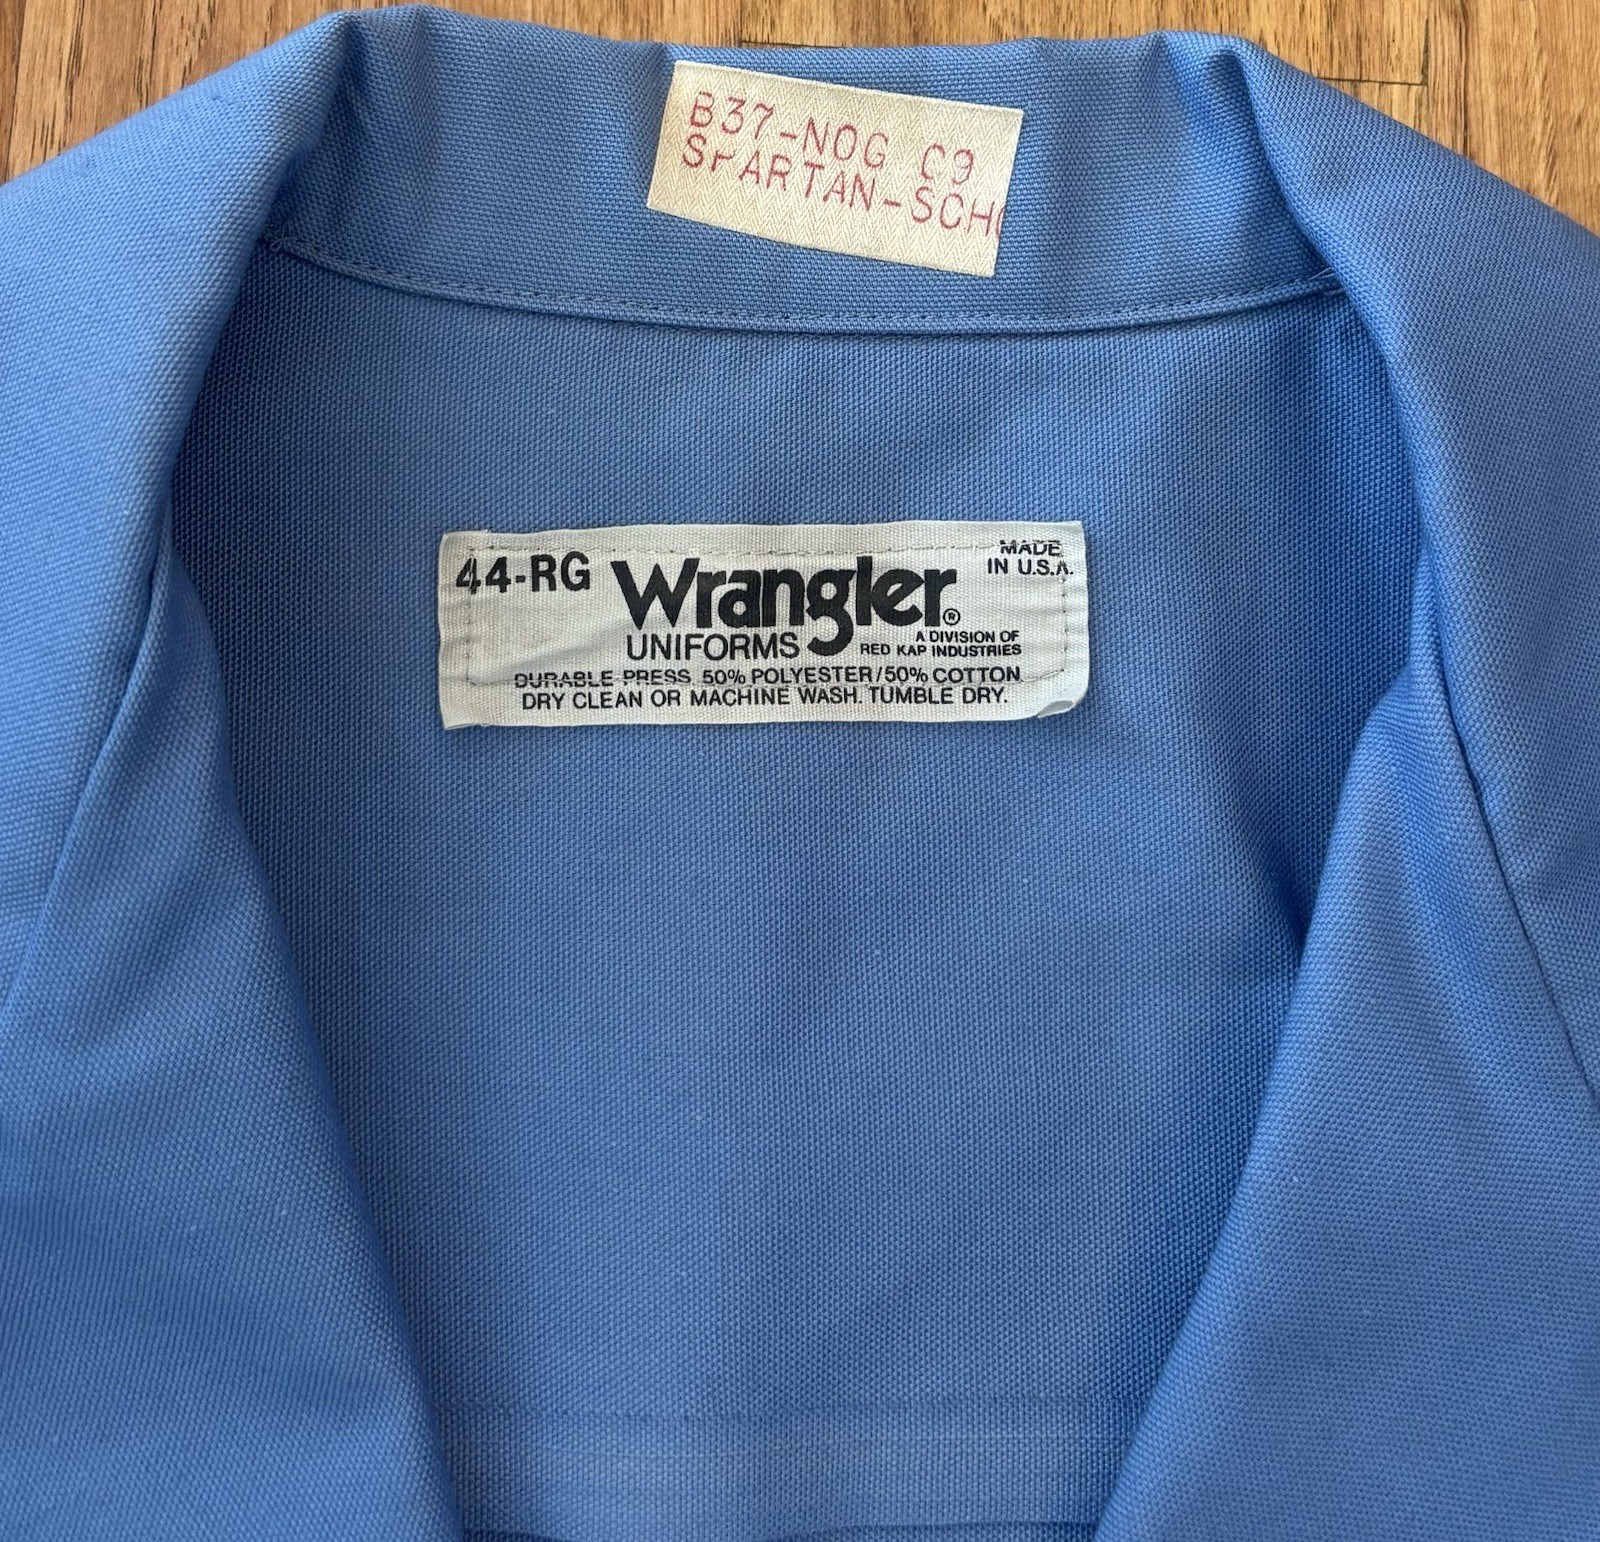 B37-NOG C9
SPARTAN-SCHO
44-RG Wrangler® MADE
IN U.S.A.
UNIFORMS A DIVISION OF
RED KAP INDUSTRIES
DURABLE PRESS 50% POLYESTER/50% COTTON
DRY CLEAN OR MACHINE WASH. TUMBLE DRY.